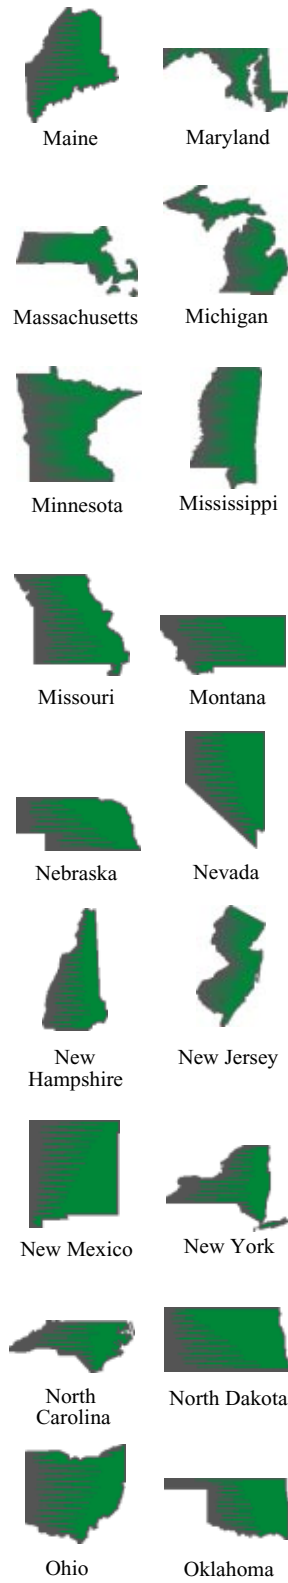 Maine
Maryland
Massachusetts
Michigan
Minnesota
Mississippi
Missouri
Montana
Nebraska
Nevada
New
Hampshire
New Jersey
New Mexico
New York
North
Carolina
North Dakota
Ohio
Oklahoma